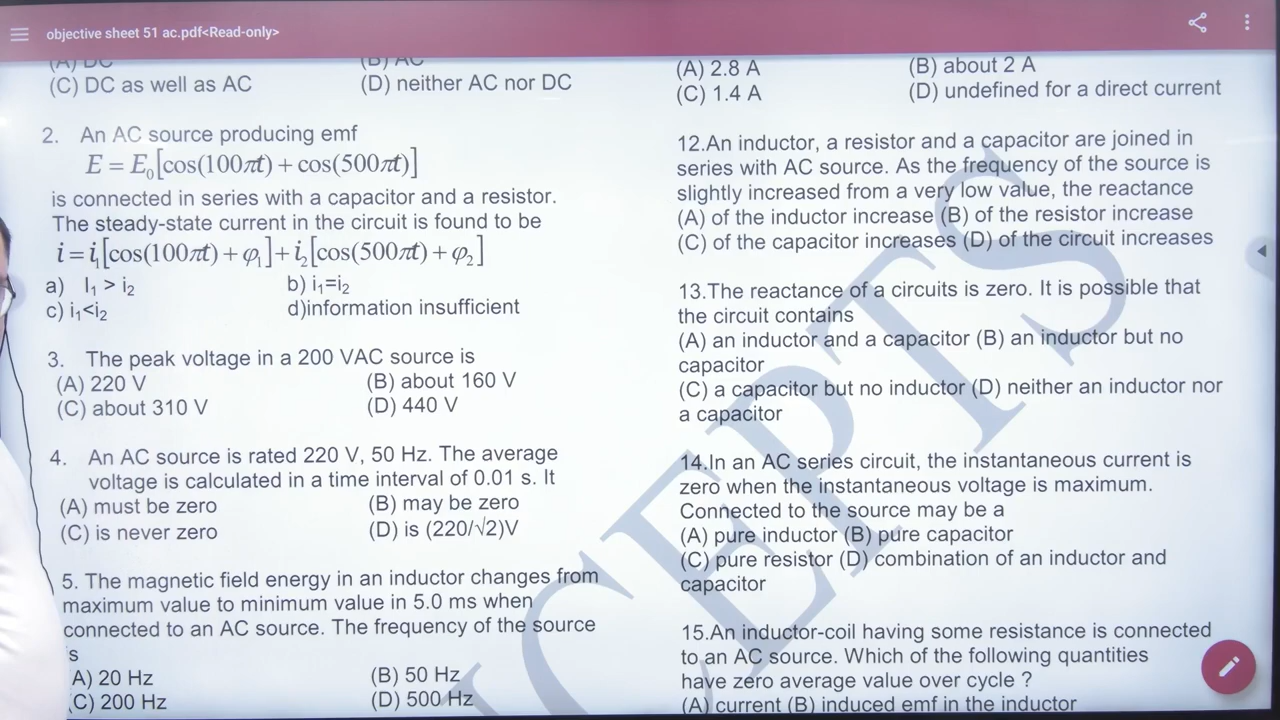 objective sheet 51 ac.pdf<Read-only>
(A) DC (B) AC
(C) DC as well as AC (D) neither AC nor DC
2. An AC source producing emf
E = E₀[cos(100πt) + cos(500πt)]
is connected in series with a capacitor and a resistor.
The steady-state current in the circuit is found to be
i = i₁[cos(100πt) + φ₁] + i₂[cos(500πt) + φ₂]
a) I₁ > i₂ b) i₁=i₂
c) i₁<i₂ d)information insufficient
3. The peak voltage in a 200 VAC source is
(A) 220 V (B) about 160 V
(C) about 310 V (D) 440 V
4. An AC source is rated 220 V, 50 Hz. The average
voltage is calculated in a time interval of 0.01 s. It
(A) must be zero (B) may be zero
(C) is never zero (D) is (220/√2)V
5. The magnetic field energy in an inductor changes from
maximum value to minimum value in 5.0 ms when
connected to an AC source. The frequency of the source
s
A) 20 Hz (B) 50 Hz
(C) 200 Hz (D) 500 Hz
(A) 2.8 A (B) about 2 A
(C) 1.4 A (D) undefined for a direct current
12.An inductor, a resistor and a capacitor are joined in
series with AC source. As the frequency of the source is
slightly increased from a very low value, the reactance
(A) of the inductor increase (B) of the resistor increase
(C) of the capacitor increases (D) of the circuit increases
13.The reactance of a circuits is zero. It is possible that
the circuit contains
(A) an inductor and a capacitor (B) an inductor but no
capacitor
(C) a capacitor but no inductor (D) neither an inductor nor
a capacitor
14.In an AC series circuit, the instantaneous current is
zero when the instantaneous voltage is maximum.
Connected to the source may be a
(A) pure inductor (B) pure capacitor
(C) pure resistor (D) combination of an inductor and
capacitor
15.An inductor-coil having some resistance is connected
to an AC source. Which of the following quantities
have zero average value over cycle ?
(A) current (B) induced emf in the inductor
NCEPTS